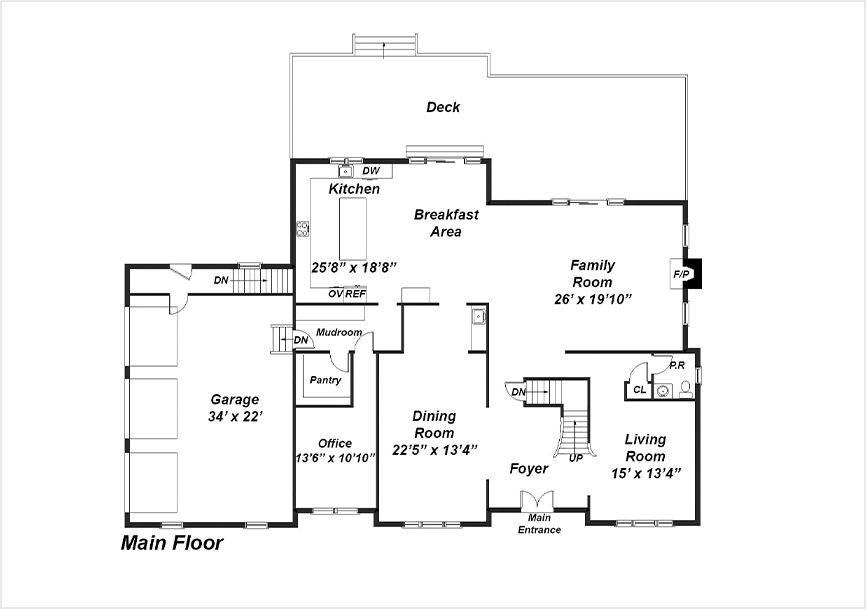 Deck
DW
Kitchen
Breakfast
Area
25’8” x 18’8”
OV REF
Family
Room
26’ x 19’10”
F/P
DN
Mudroom
DN
Pantry
Garage
34’ x 22’
Office
13’6” x 10’10”
Dining
Room
22’5” x 13’4”
DN
UP
Foyer
P.R
CL
Living
Room
15’ x 13’4”
Main
Entrance
Main Floor